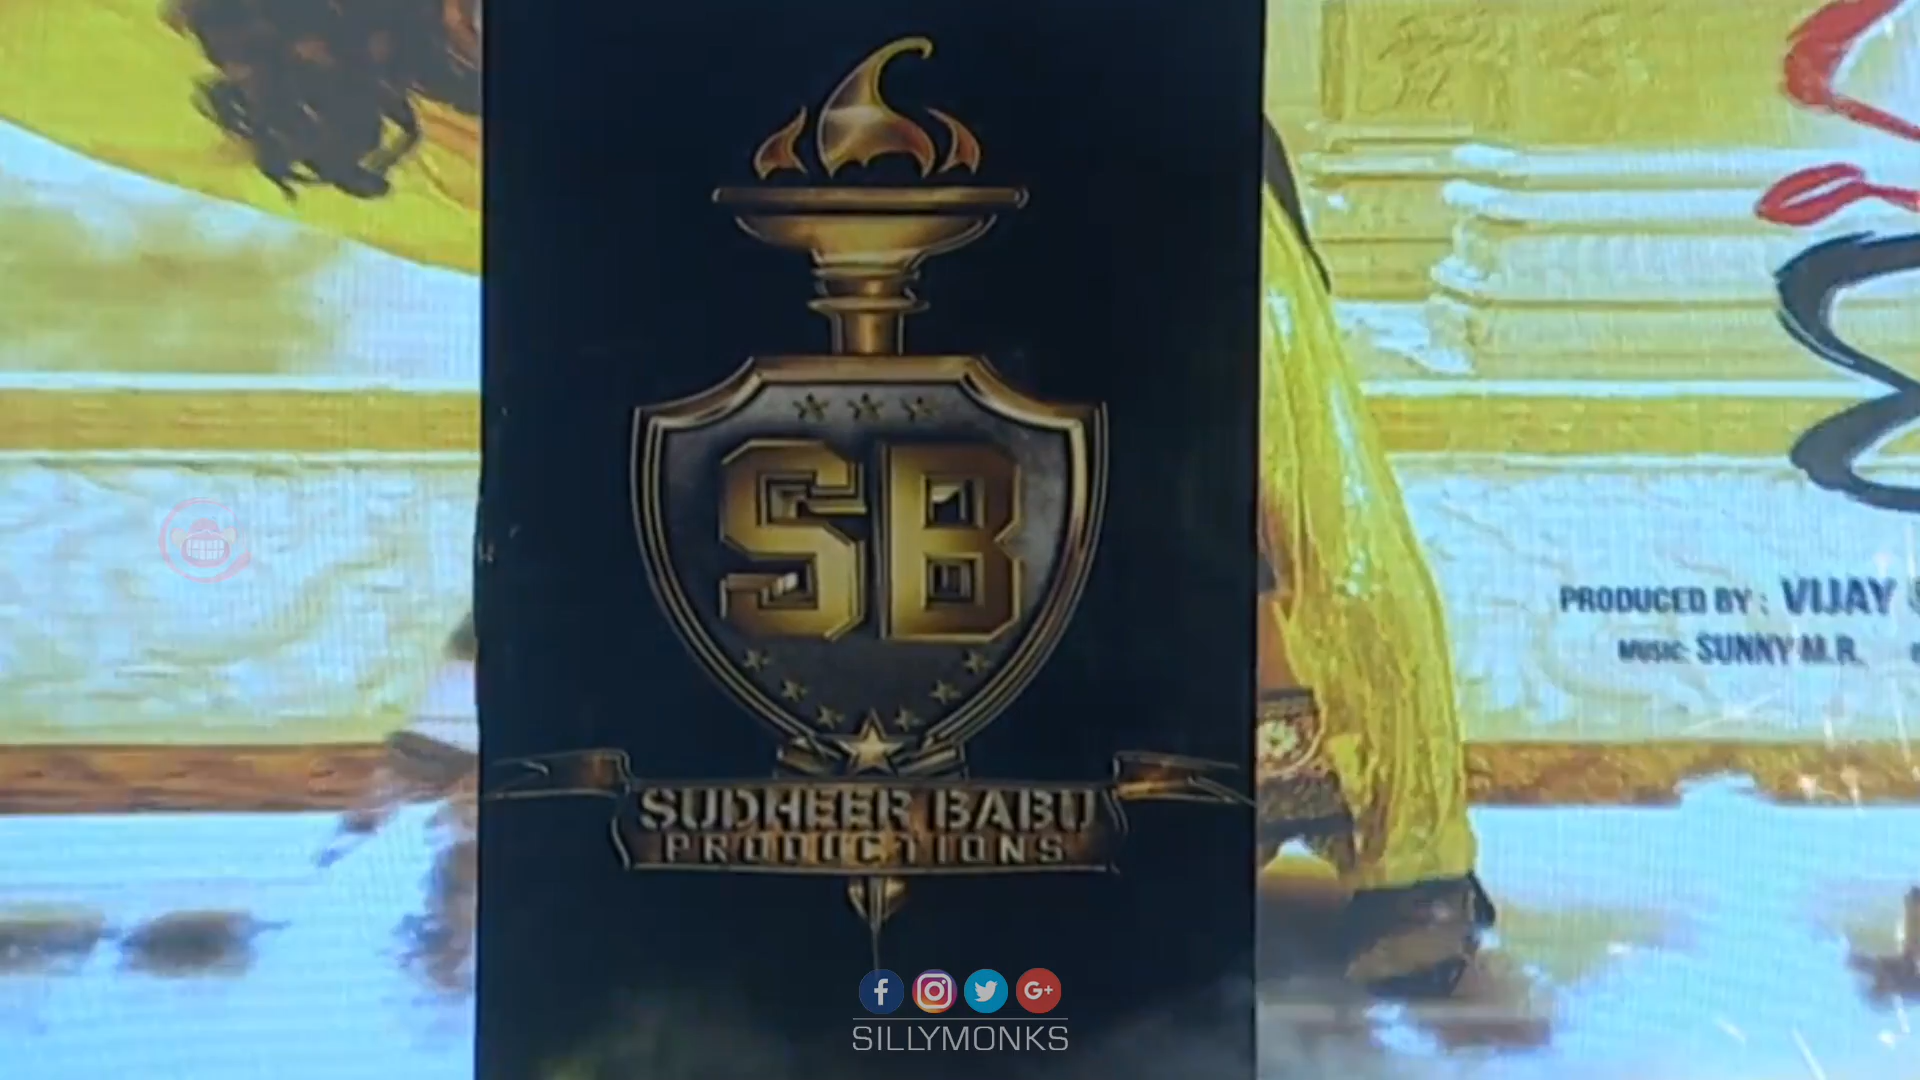 SB
SUDHEER BABU
PRODUCTIONS
PRODUCED BY : VIJAY
MUSIC: SUNNY M.R.
G+
SILLYMONKS